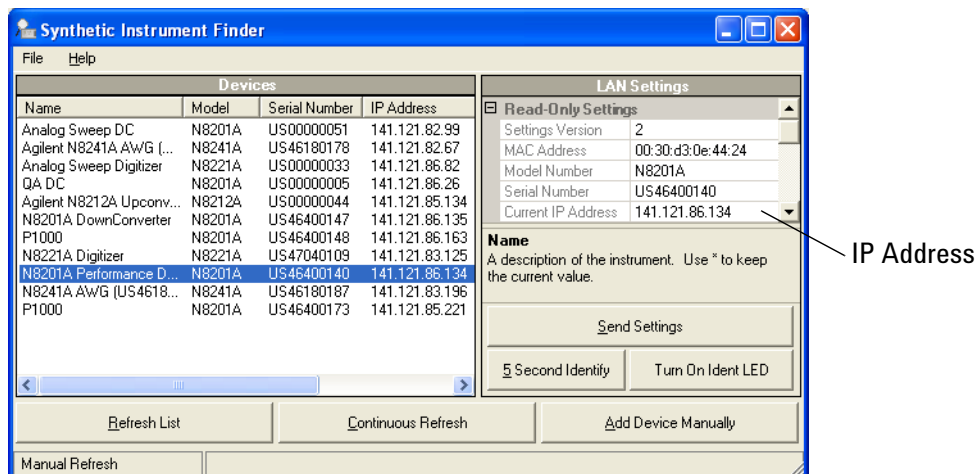 Synthetic Instrument Finder
File Help
Devices
Name Model Serial Number IP Address
Analog Sweep DC N8201A US00000051 141.121.82.99
Agilent N8241A AWG (... N8241A US46180178 141.121.82.67
Analog Sweep Digitizer N8221A US00000033 141.121.86.82
QA DC N8201A US00000005 141.121.86.26
Agilent N8212A Upconv... N8212A US00000044 141.121.85.134
N8201A DownConverter N8201A US46400147 141.121.86.135
P1000 N8201A US46400148 141.121.86.163
N8221A Digitizer N8221A US47040109 141.121.83.125
N8201A Performance D... N8201A US46400140 141.121.86.134
N8241A AWG (US4618... N8241A US46180187 141.121.83.196
P1000 N8201A US46400173 141.121.85.221
LAN Settings
Read-Only Settings
Settings Version 2
MAC Address 00:30:d3:0e:44:24
Model Number N8201A
Serial Number US46400140
Current IP Address 141.121.86.134
IP Address
Name
A description of the instrument. Use * to keep
the current value.
Send Settings
5 Second Identify Turn On Ident LED
Refresh List Continuous Refresh Add Device Manually
Manual Refresh